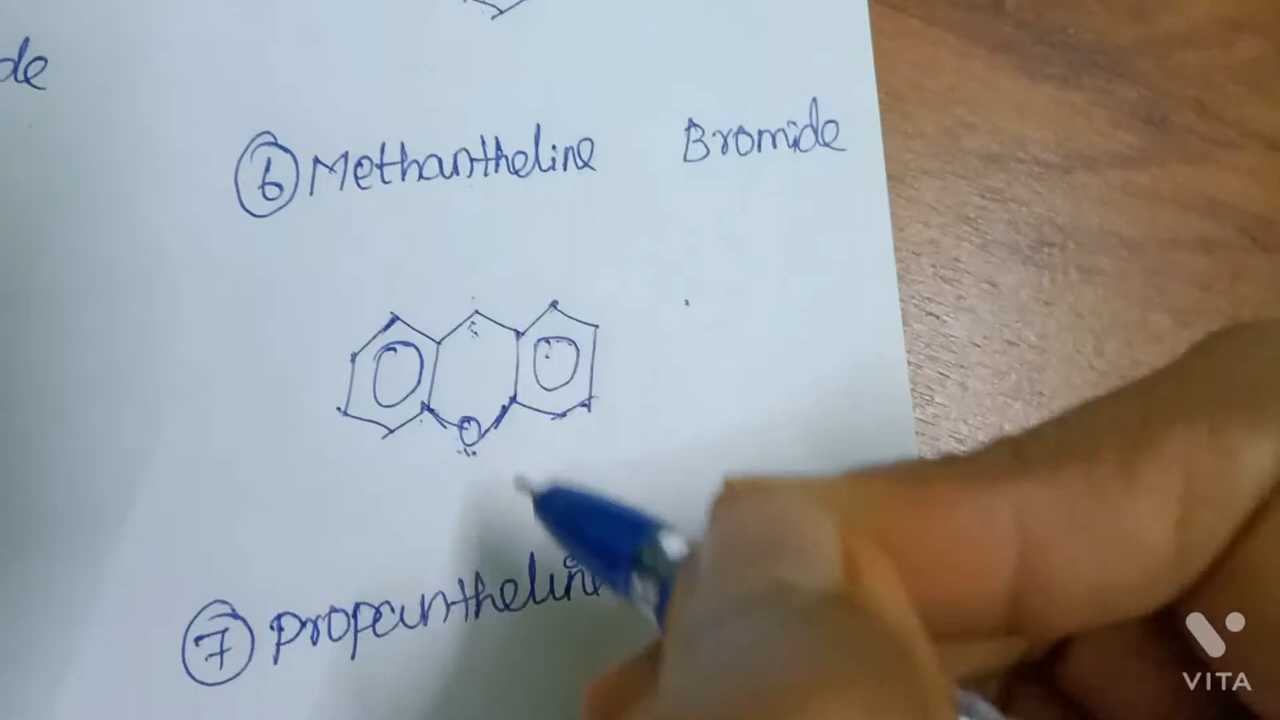 de
⑥ Methantheline Bromide
O
⑦ Propantheline
VITA